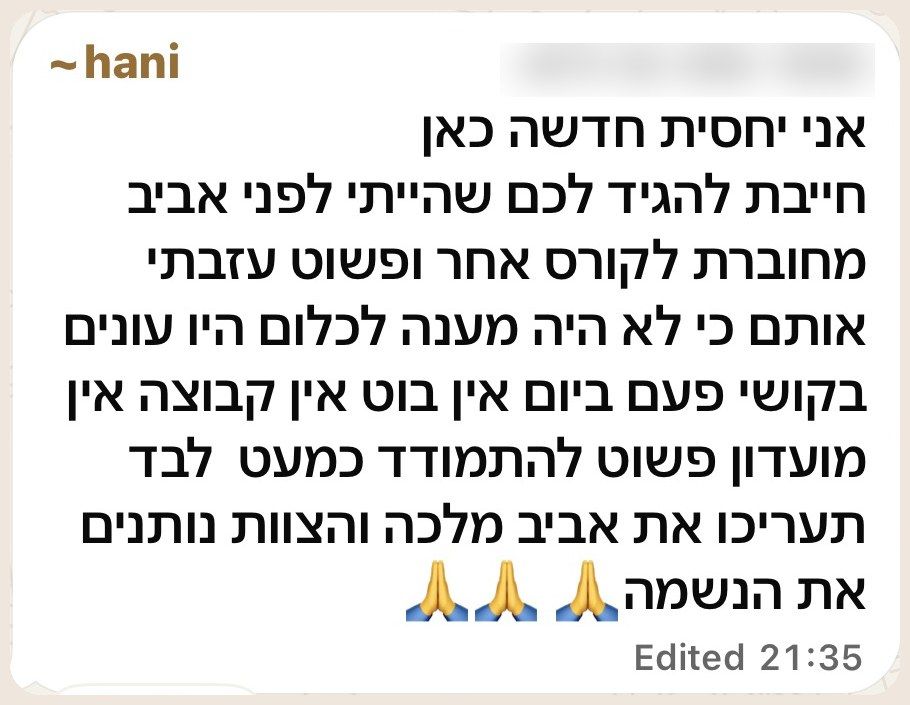 ~hani
אני יחסית חדשה כאן
חייבת להגיד לכם שהייתי לפני אביב
מחוברת לקורס אחר ופשוט עזבתי
אותם כי לא היה מענה לכלום היו עונים
בקושי פעם ביום אין בוט אין קבוצה אין
מועדון פשוט להתמודד כמעט  לבד
תעריכו את אביב מלכה והצוות נותנים
את הנשמה🙏🙏 🙏
Edited 21:35